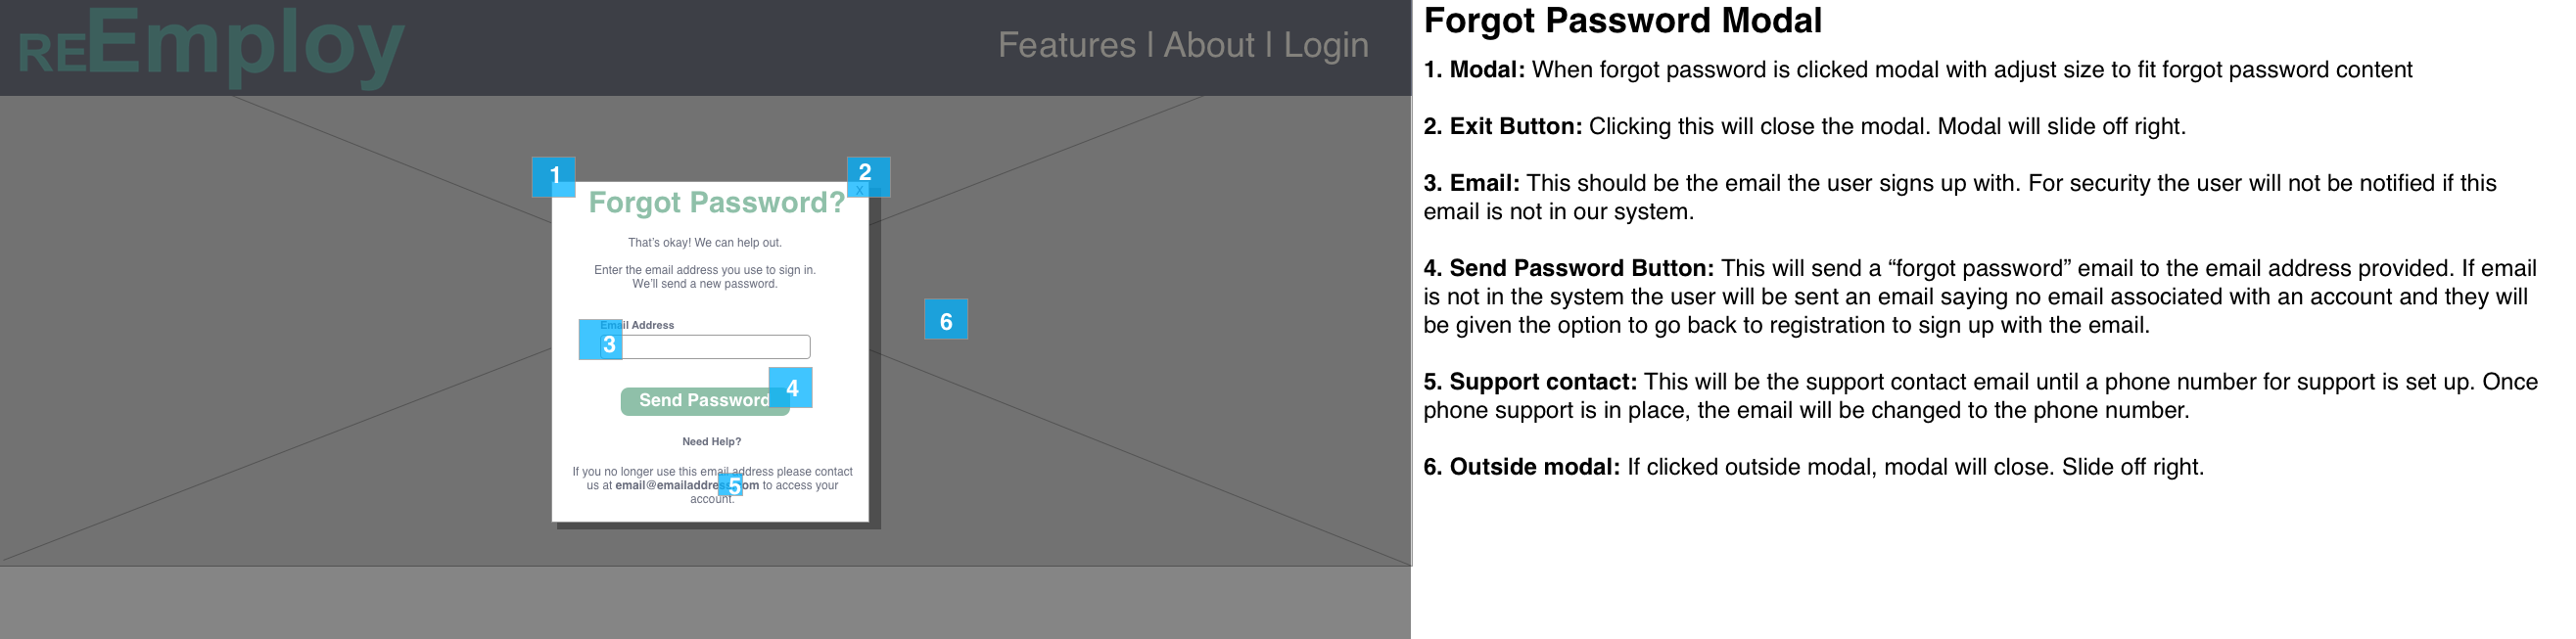 REEmploy
Features | About | Login
1
2
X
Forgot Password?
That's okay! We can help out.
Enter the email address you use to sign in.
We'll send a new password.
6
Email Address
3
4
Send Password
Need Help?
If you no longer use this email address please contact
us at email@emailaddress.com to access your
account.
5
Forgot Password Modal
1. Modal: When forgot password is clicked modal with adjust size to fit forgot password content
2. Exit Button: Clicking this will close the modal. Modal will slide off right.
3. Email: This should be the email the user signs up with. For security the user will not be notified if this
email is not in our system.
4. Send Password Button: This will send a “forgot password” email to the email address provided. If email
is not in the system the user will be sent an email saying no email associated with an account and they will
be given the option to go back to registration to sign up with the email.
5. Support contact: This will be the support contact email until a phone number for support is set up. Once
phone support is in place, the email will be changed to the phone number.
6. Outside modal: If clicked outside modal, modal will close. Slide off right.